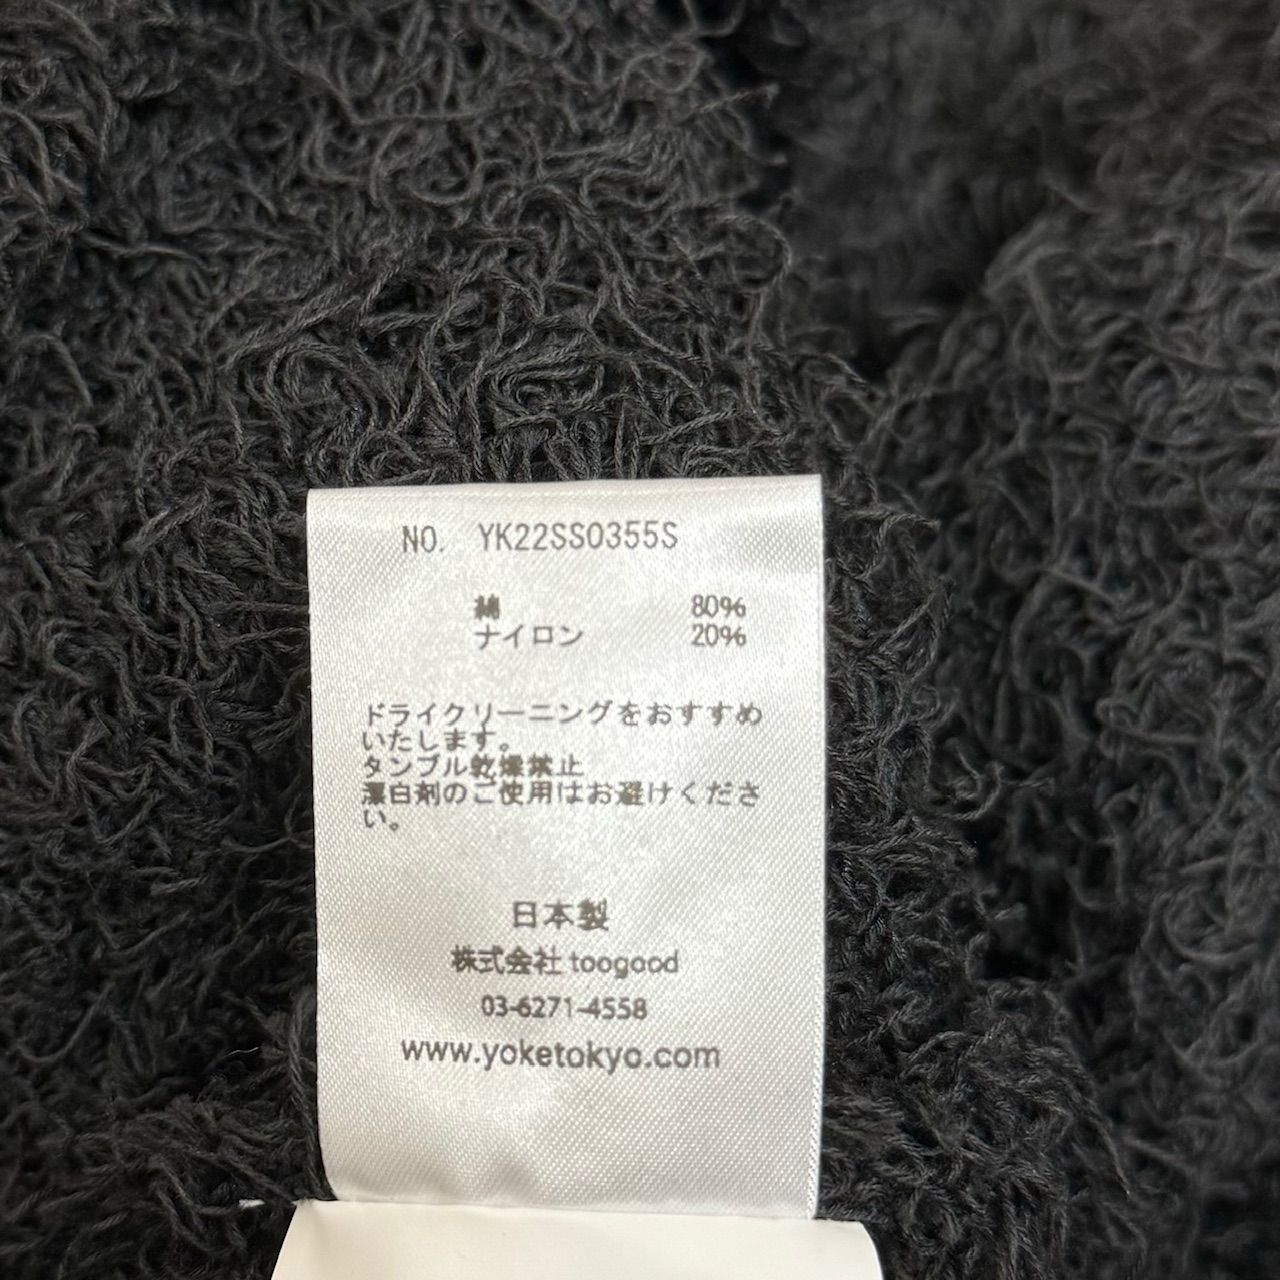 NO. YK22SS0355S
綿 80%
ナイロン 20%
ドライクリーニングをおすすめ
いたします。
タンブル乾燥禁止
漂白剤のご使用はお避けくださ
い。
日本製
株式会社 toogood
03-6271-4558
www.yoketokyo.com